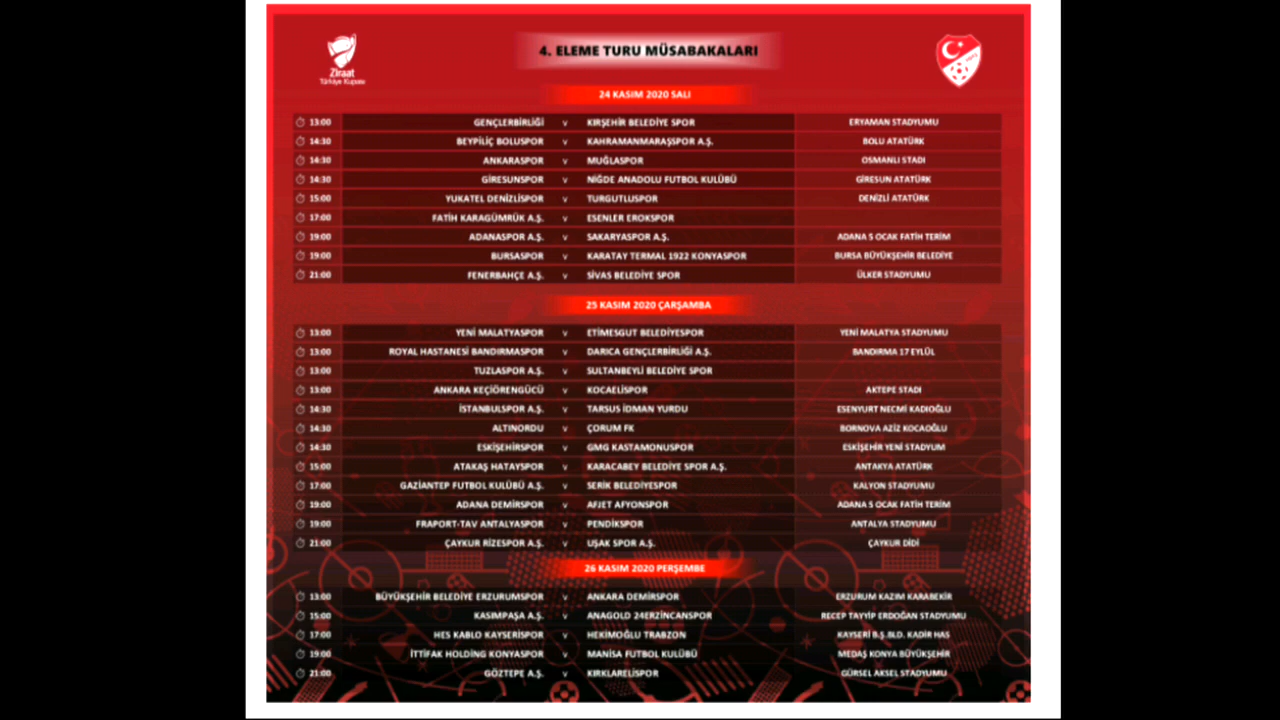 Ziraat
Türkiye Kupası
4. ELEME TURU MÜSABAKALARI
24 KASIM 2020 SALI
13:00 GENÇLERBİRLİĞİ v KIRŞEHİR BELEDİYE SPOR ERYAMAN STADYUMU
14:30 BEYPİLİÇ BOLUSPOR v KAHRAMANMARAŞSPOR A.Ş. BOLU ATATÜRK
14:30 ANKARASPOR v MUĞLASPOR OSMANLI STADI
14:30 GİRESUNSPOR v NİĞDE ANADOLU FUTBOL KULÜBÜ GİRESUN ATATÜRK
15:00 YUKATEL DENİZLİSPOR v TURGUTLUSPOR DENİZLİ ATATÜRK
17:00 FATİH KARAGÜMRÜK A.Ş. v ESENLER EROKSPOR
19:00 ADANASPOR A.Ş. v SAKARYASPOR A.Ş. ADANA 5 OCAK FATİH TERİM
19:00 BURSASPOR v KARATAY TERMAL 1922 KONYASPOR BURSA BÜYÜKŞEHİR BELEDİYE
21:00 FENERBAHÇE A.Ş. v SİVAS BELEDİYE SPOR ÜLKER STADYUMU
25 KASIM 2020 ÇARŞAMBA
13:00 YENİ MALATYASPOR v ETİMESGUT BELEDİYESPOR YENİ MALATYA STADYUMU
13:00 ROYAL HASTANESİ BANDIRMASPOR v DARICA GENÇLERBİRLİĞİ A.Ş. BANDIRMA 17 EYLÜL
13:00 TUZLASPOR A.Ş. v SULTANBEYLİ BELEDİYE SPOR
13:00 ANKARA KEÇİÖRENGÜCÜ v KOCAELİSPOR AKTEPE STADI
14:30 İSTANBULSPOR A.Ş. v TARSUS İDMAN YURDU ESENYURT NECMİ KADIOĞLU
14:30 ALTINORDU v ÇORUM FK BORNOVA AZİZ KOCAOĞLU
14:30 ESKİŞEHİRSPOR v GMG KASTAMONUSPOR ESKİŞEHİR YENİ STADYUM
15:00 ATAKAŞ HATAYSPOR v KARACABEY BELEDİYE SPOR A.Ş. ANTAKYA ATATÜRK
17:00 GAZİANTEP FUTBOL KULÜBÜ A.Ş. v SERİK BELEDİYESPOR KALYON STADYUMU
19:00 ADANA DEMİRSPOR v AFJET AFYONSPOR ADANA 5 OCAK FATİH TERİM
19:00 FRAPORT-TAV ANTALYASPOR v PENDİKSPOR ANTALYA STADYUMU
21:00 ÇAYKUR RİZESPOR A.Ş. v UŞAK SPOR A.Ş. ÇAYKUR DİDİ
26 KASIM 2020 PERŞEMBE
13:00 BÜYÜKŞEHİR BELEDİYE ERZURUMSPOR v ANKARA DEMİRSPOR ERZURUM KAZIM KARABEKİR
15:00 KASIMPAŞA A.Ş. v ANAGOLD 24ERZİNCANSPOR RECEP TAYYİP ERDOĞAN STADYUMU
17:00 HES KABLO KAYSERİSPOR v HEKİMOĞLU TRABZON KAYSERİ B.Ş.BLD. KADİR HAS
19:00 İTTİFAK HOLDİNG KONYASPOR v MANİSA FUTBOL KULÜBÜ MEDAŞ KONYA BÜYÜKŞEHİR
21:00 GÖZTEPE A.Ş. v KIRKLARELİSPOR GÜRSEL AKSEL STADYUMU